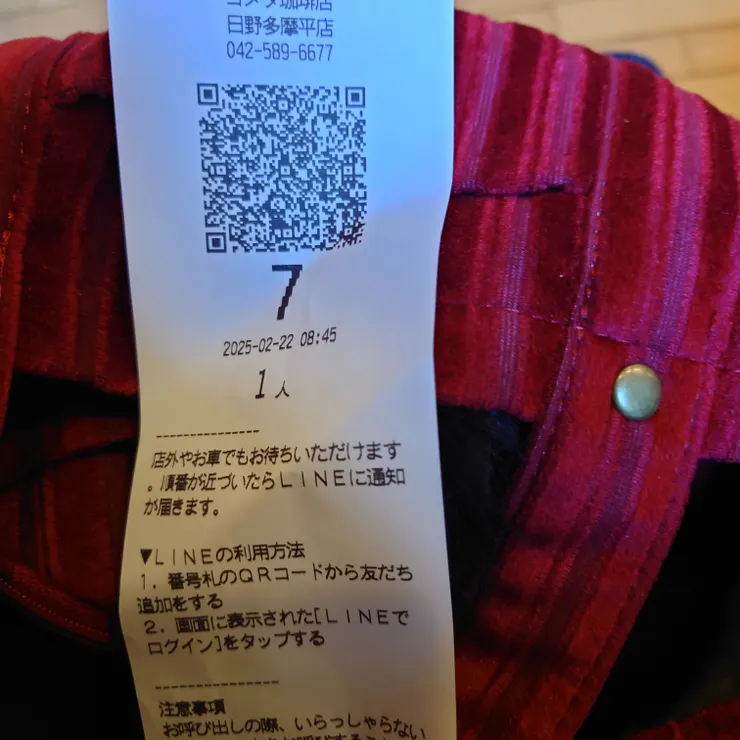 コメダ珈琲店
日野多摩平店
042-589-6677
7
2025-02-22 08:45
1人
店外やお車でもお待ちいただけます
。順番が近づいたらLINEに通知
が届きます。
▼LINEの利用方法
1. 番号札のQRコードから友だち
追加をする
2. 画面に表示された[LINEで
ログイン]をタップする
注意事項
お呼び出しの際、いらっしゃらない